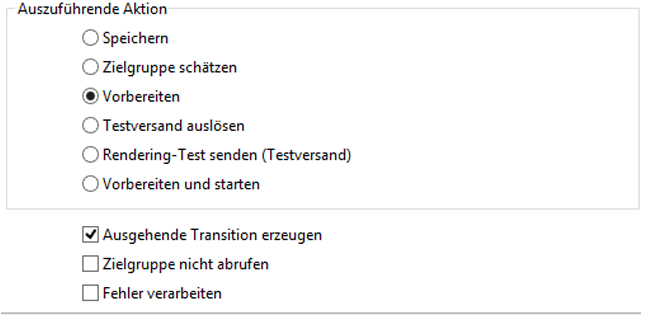 Auszuführende Aktion
Speichern
Zielgruppe schätzen
Vorbereiten
Testversand auslösen
Rendering-Test senden (Testversand)
Vorbereiten und starten
Ausgehende Transition erzeugen
Zielgruppe nicht abrufen
Fehler verarbeiten